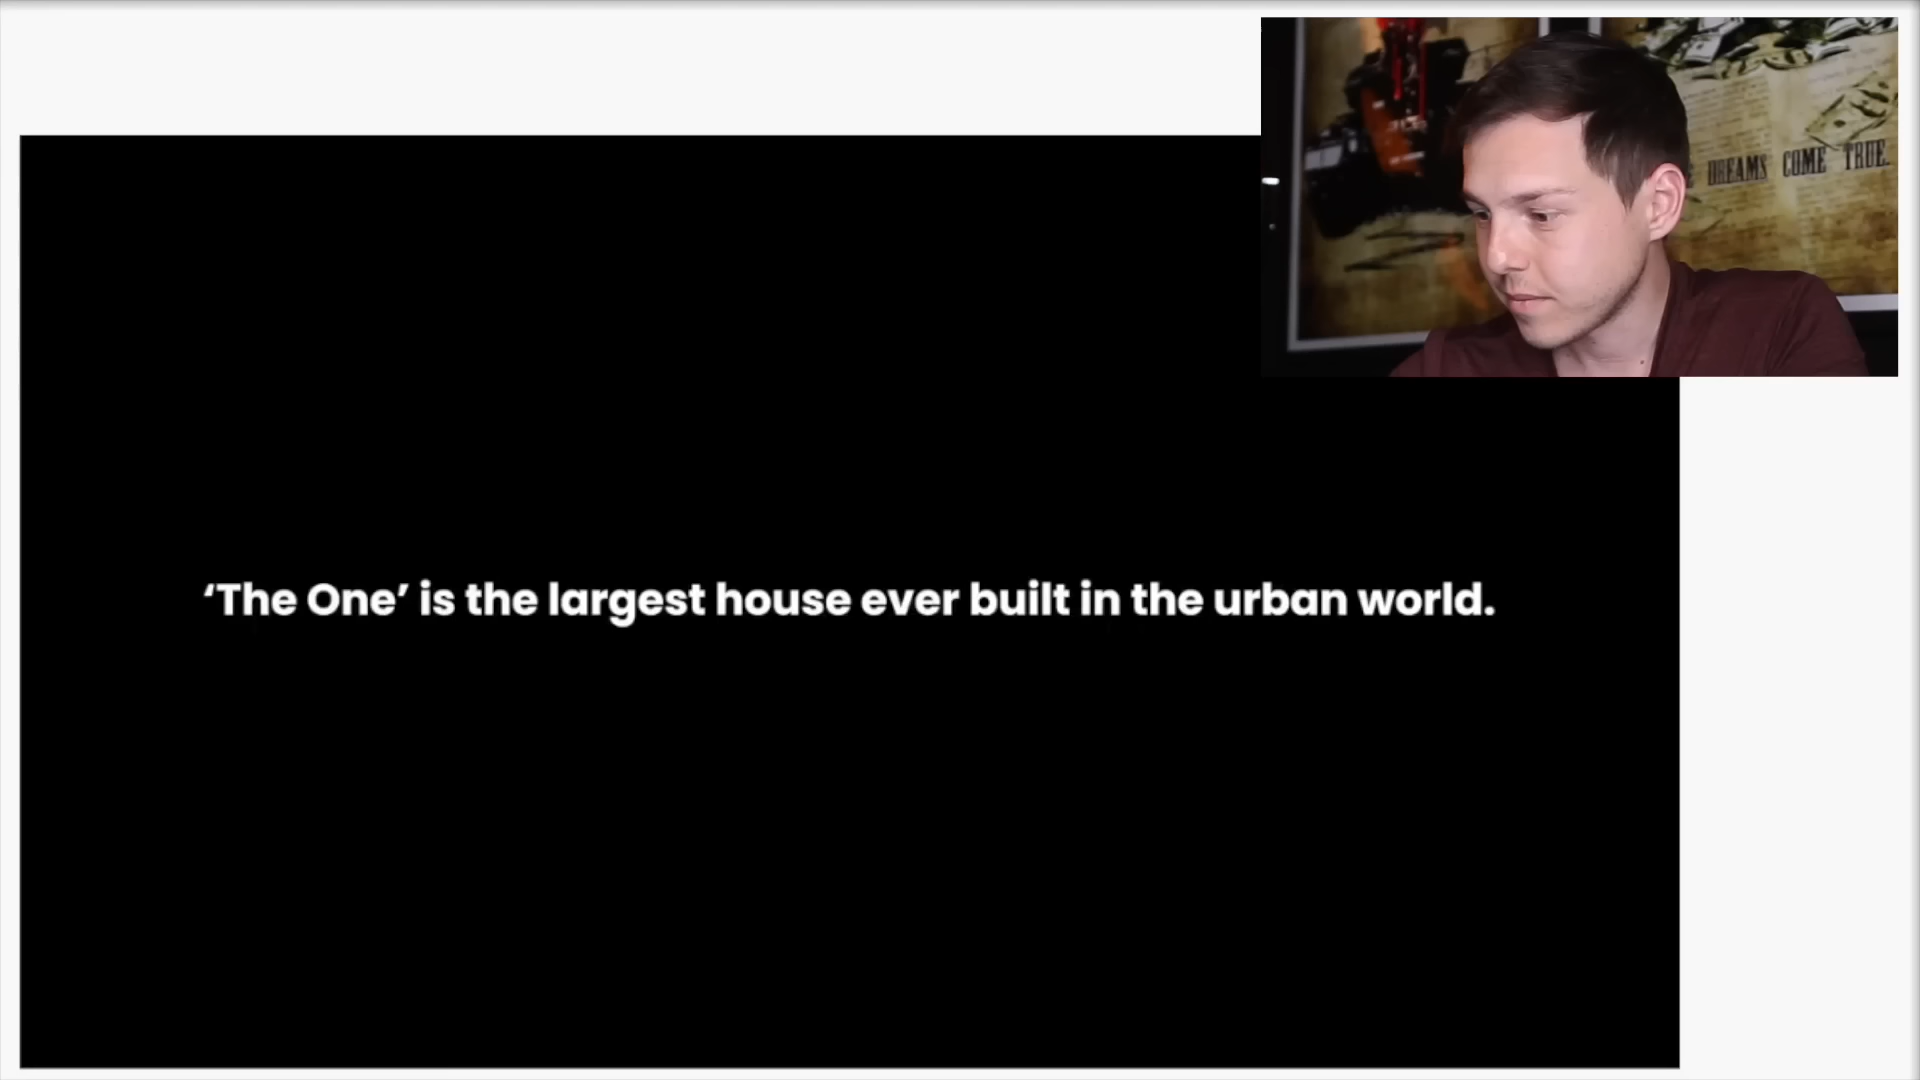 DREAMS COME TRUE.
‘The One’ is the largest house ever built in the urban world.